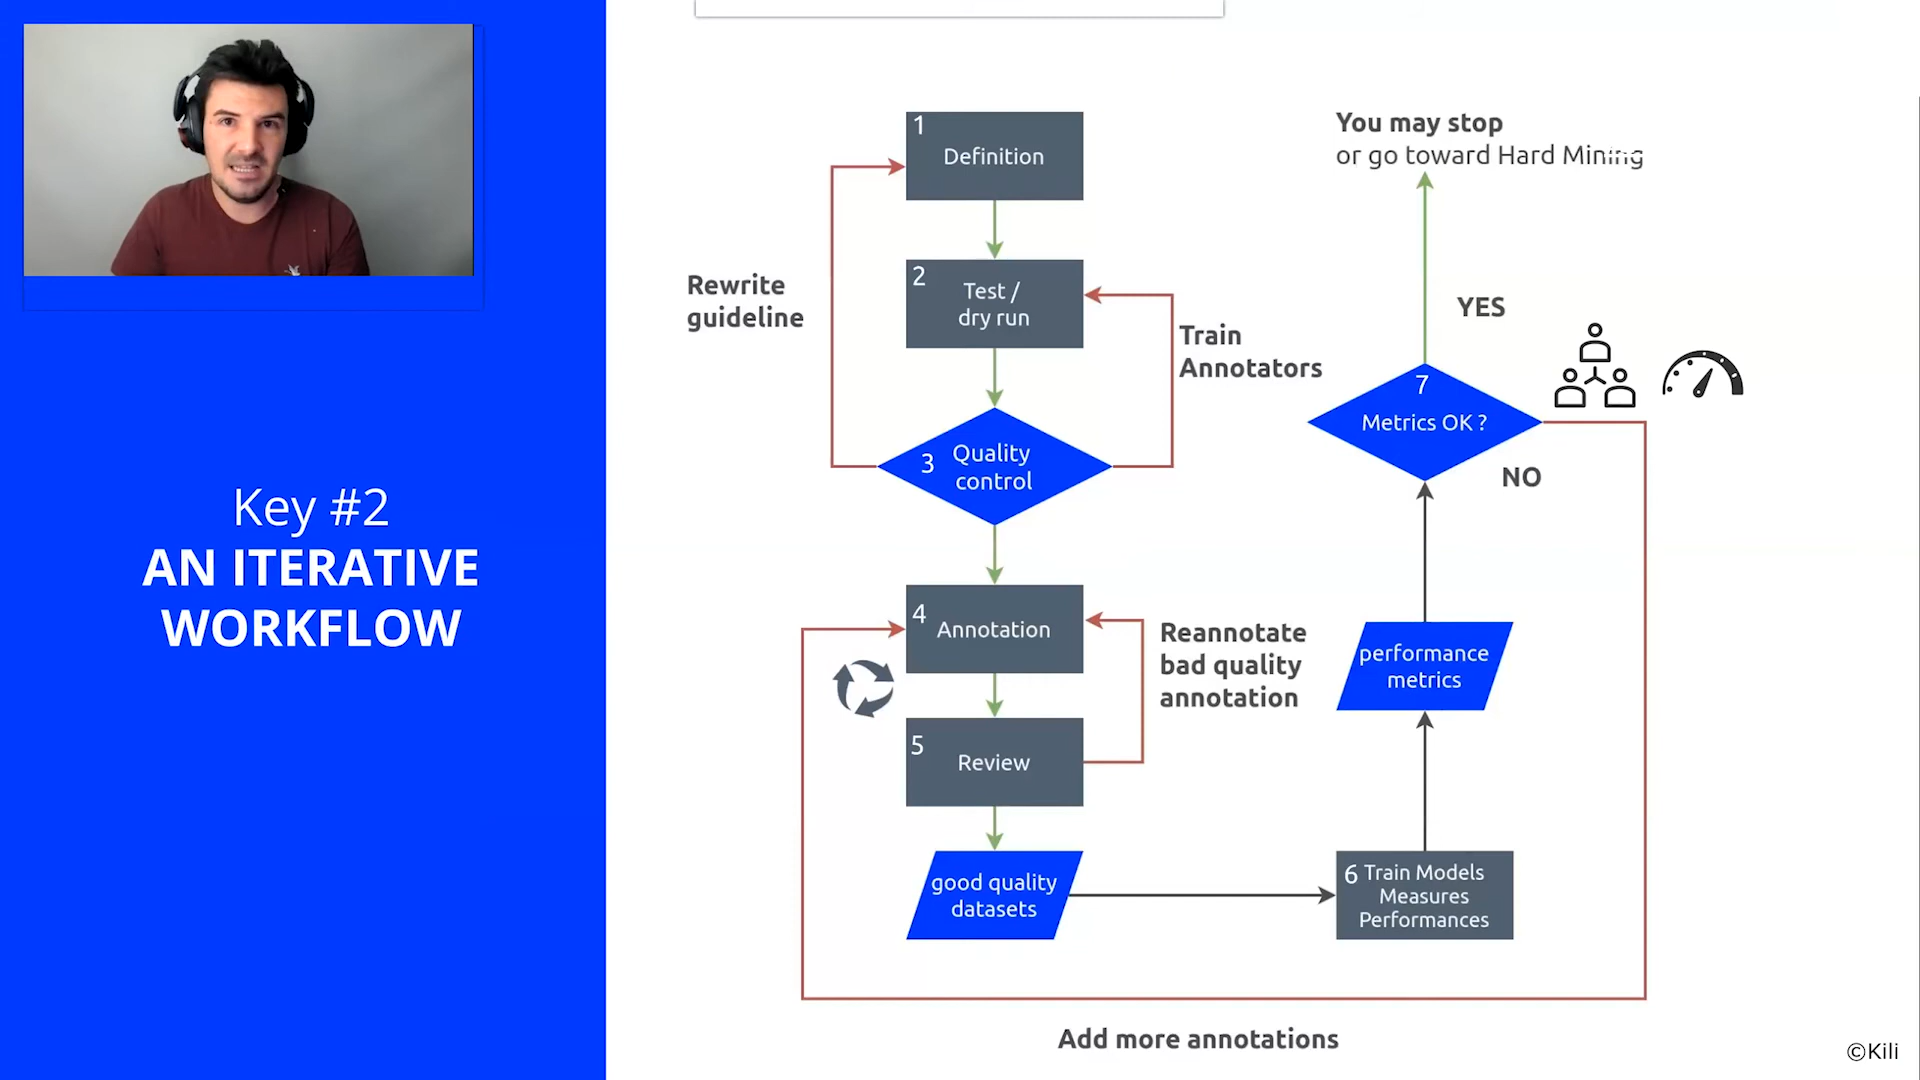 Key #2
AN ITERATIVE
WORKFLOW
1
Definition
Rewrite
guideline
2
Test /
dry run
Train
Annotators
3
Quality
control
4
Annotation
Reannotate
bad quality
annotation
5
Review
good quality
datasets
6 Train Models
Measures
Performances
performance
metrics
7
Metrics OK ?
YES
NO
You may stop
or go toward Hard Mining
Add more annotations
©Kili